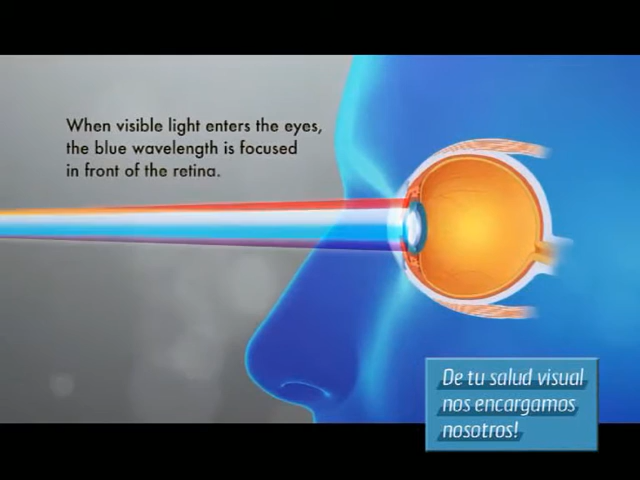 When visible light enters the eyes,
the blue wavelength is focused
in front of the retina.
De tu salud visual
nos encargamos
nosotros!